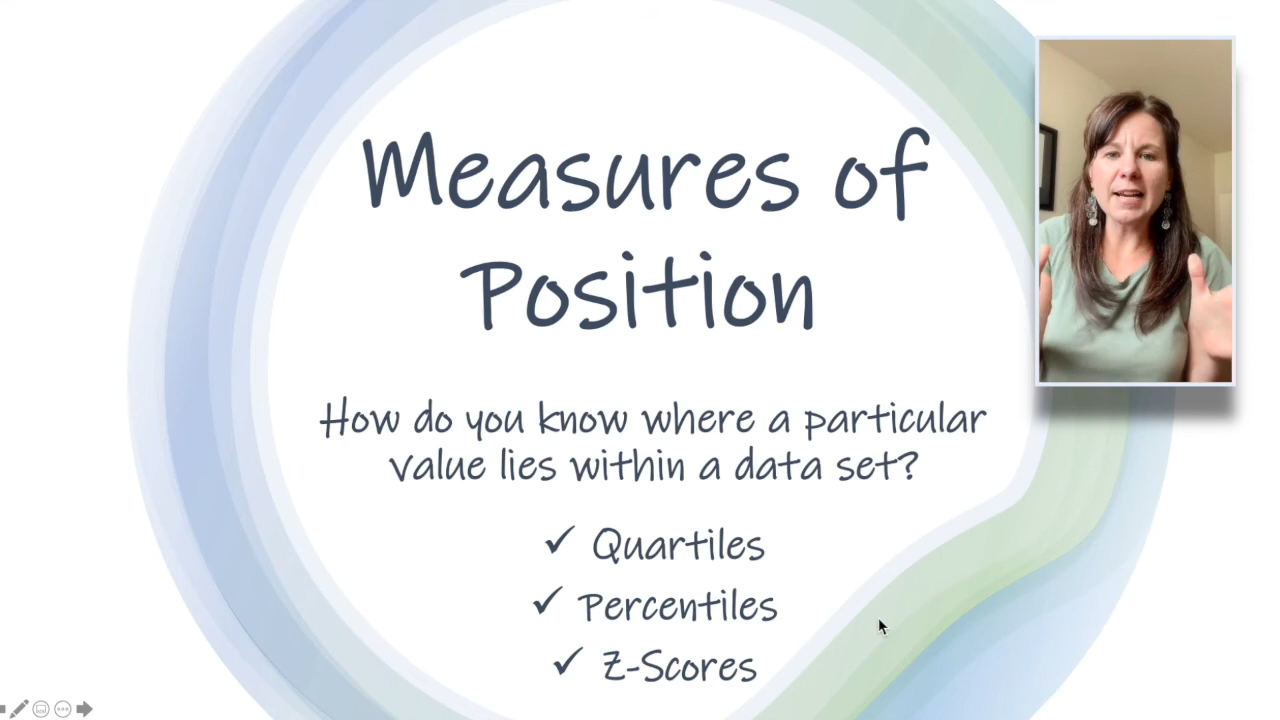 Measures of
Position
How do you know where a particular
value lies within a data set?
✓ Quartiles
✓ Percentiles
✓ Z-Scores